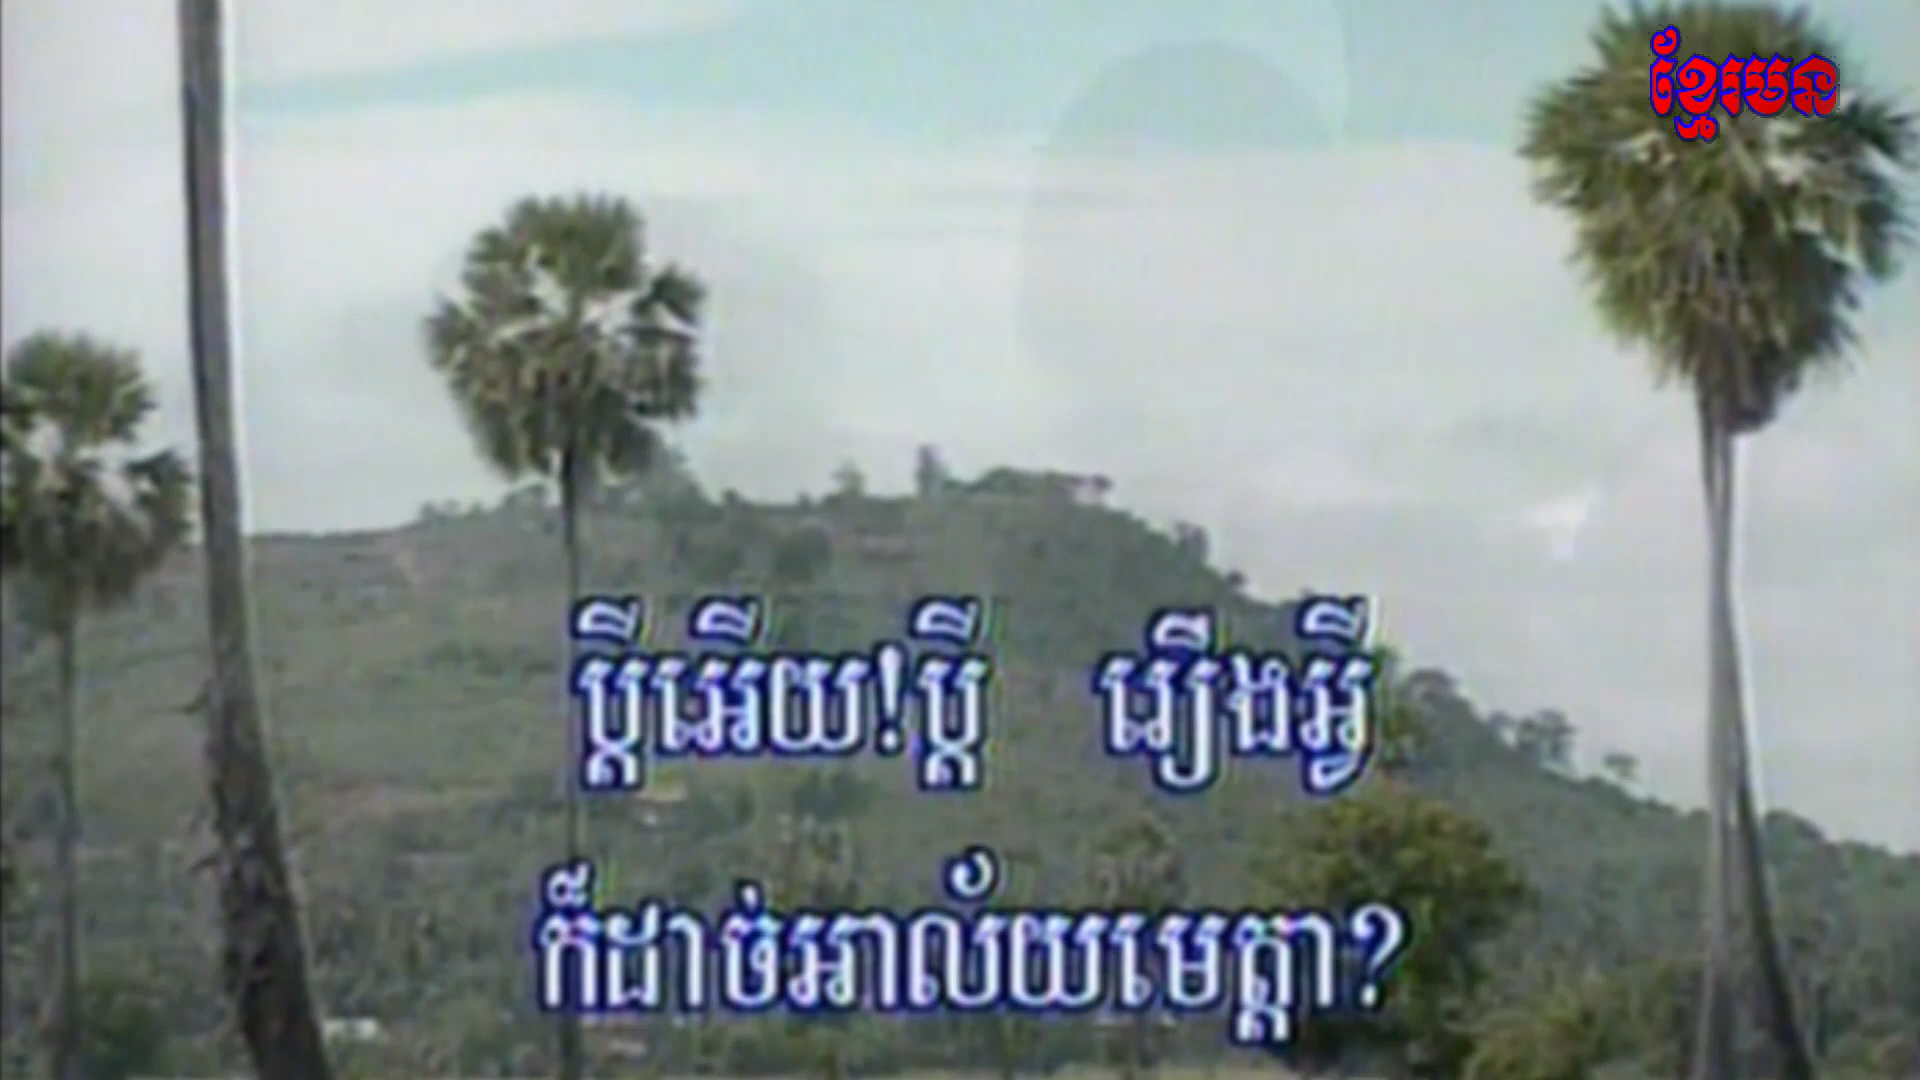 ខ្មែរមន
ប្ដីអើយ!ប្ដី រឿងអ្វី
ក៏ដាច់អាល័យមេត្តា?